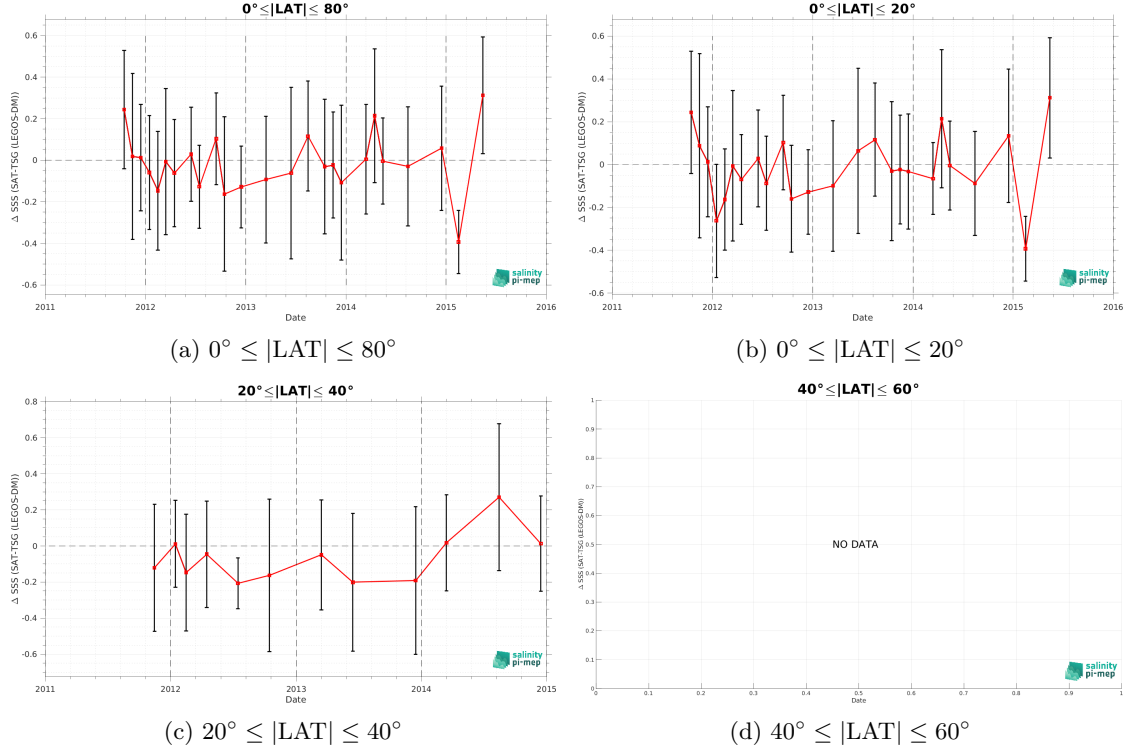 0°≤|LAT|≤ 80°
Δ SSS (SAT-TSG (LEGOS-DM))
0.6
0.4
0.2
0
-0.2
-0.4
-0.6
2011 2012 2013 2014 2015 2016
Date
salinity
pi-mep
(a) 0° ≤ |LAT| ≤ 80°
0°≤|LAT|≤ 20°
Δ SSS (SAT-TSG (LEGOS-DM))
0.6
0.4
0.2
0
-0.2
-0.4
-0.6
2011 2012 2013 2014 2015 2016
Date
salinity
pi-mep
(b) 0° ≤ |LAT| ≤ 20°
20°≤|LAT|≤ 40°
Δ SSS (SAT-TSG (LEGOS-DM))
0.8
0.6
0.4
0.2
0
-0.2
-0.4
-0.6
2011 2012 2013 2014 2015
Date
salinity
pi-mep
(c) 20° ≤ |LAT| ≤ 40°
40°≤|LAT|≤ 60°
Δ SSS (SAT-TSG (LEGOS-DM))
1
0.9
0.8
0.7
0.6
0.5
0.4
0.3
0.2
0.1
0
NO DATA
0 0.1 0.2 0.3 0.4 0.5 0.6 0.7 0.8 0.9 1
Date
salinity
pi-mep
(d) 40° ≤ |LAT| ≤ 60°